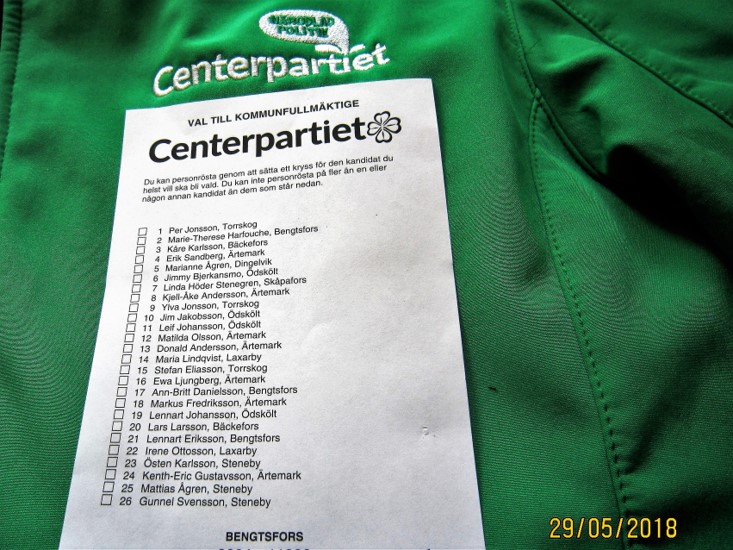 NÄRODLAD
POLITIK
Centerpartiet
VAL TILL KOMMUNFULLMÄKTIGE
Centerpartiet
Du kan personrösta genom att sätta ett kryss för den kandidat du
helst vill ska bli vald. Du kan inte personrösta på fler än en eller
någon annan kandidat än dem som står nedan.
1 Per Jonsson, Torrskog
2 Marie-Therese Harfouche, Bengtsfors
3 Kåre Karlsson, Bäckefors
4 Erik Sandberg, Ärtemark
5 Marianne Ågren, Dingelvik
6 Jimmy Bjerkansmo, Ödskölt
7 Linda Höder Stenegren, Skåpafors
8 Kjell-Åke Andersson, Ärtemark
9 Ylva Jonsson, Torrskog
10 Jim Jakobsson, Ödskölt
11 Leif Johansson, Ödskölt
12 Matilda Olsson, Ärtemark
13 Donald Andersson, Ärtemark
14 Maria Lindqvist, Laxarby
15 Stefan Eliasson, Torrskog
16 Ewa Ljungberg, Ärtemark
17 Ann-Britt Danielsson, Bengtsfors
18 Markus Fredriksson, Ärtemark
19 Lennart Johansson, Ödskölt
20 Lars Larsson, Bäckefors
21 Lennart Eriksson, Bengtsfors
22 Irene Ottosson, Laxarby
23 Östen Karlsson, Steneby
24 Kenth-Eric Gustavsson, Ärtemark
25 Mattias Ågren, Steneby
26 Gunnel Svensson, Steneby
BENGTSFORS
29/05/2018